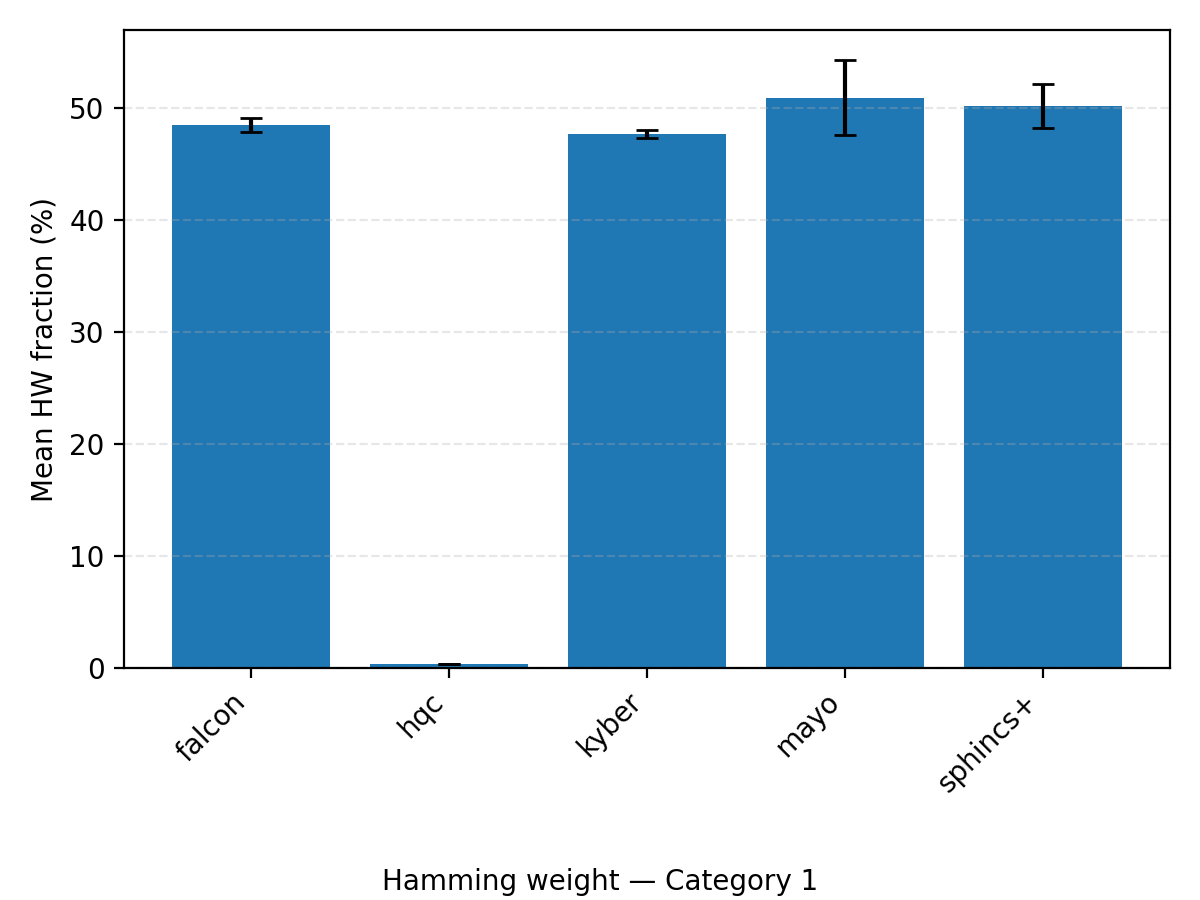 Mean HW fraction (%)
50
40
30
20
10
0
falcon
hqc
kyber
mayo
sphincs+
Hamming weight — Category 1